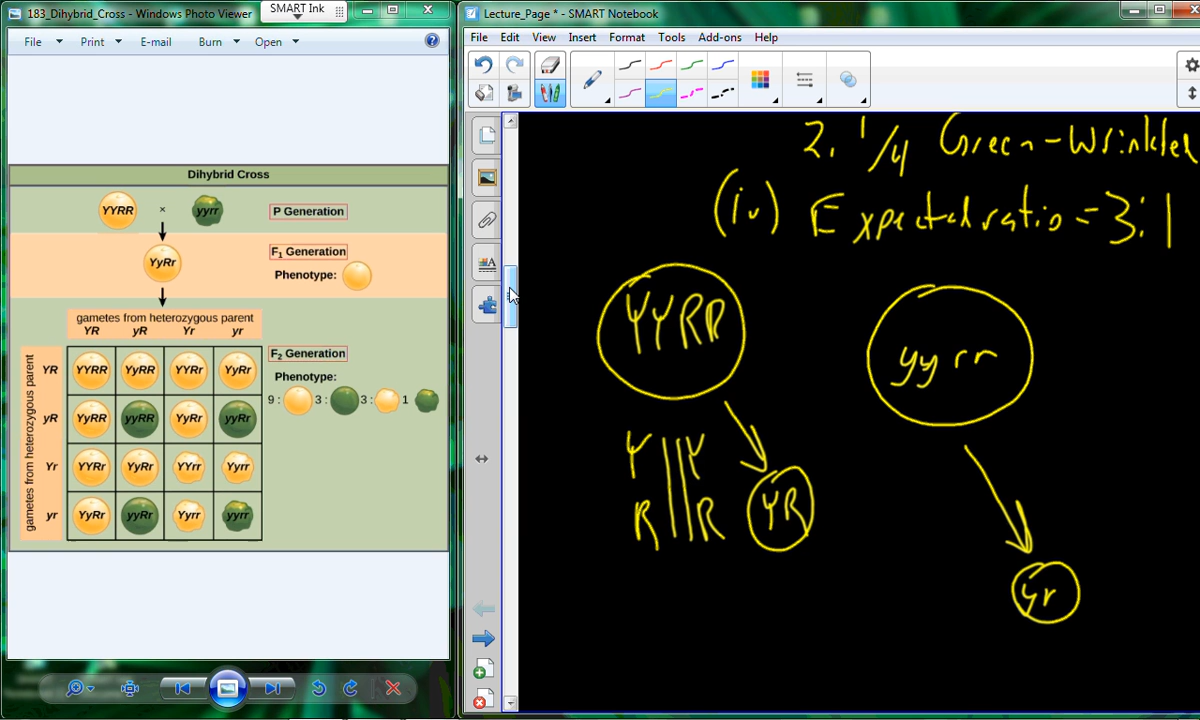 183_Dihybrid_Cross - Windows Photo Viewer
SMART Ink
File Print E-mail Burn Open
Dihybrid Cross
YYRR × yyrr P Generation
F1 Generation
YyRr Phenotype:
gametes from heterozygous parent
YR yR Yr yr
gametes from heterozygous parent
YR YYRR YyRR YYRr YyRr
yR YyRR yyRR YyRr yyRr
Yr YYRr YyRr YYrr Yyrr
yr YyRr yyRr Yyrr yyrr
F2 Generation
Phenotype:
9 : 3 : 3 : 1
Lecture_Page * - SMART Notebook
File Edit View Insert Format Tools Add-ons Help
2. 1/4 Green-Wrinkled
(iv) Expected ratio = 3:1
YYRR yyrr
Y Y
R R YR
yr